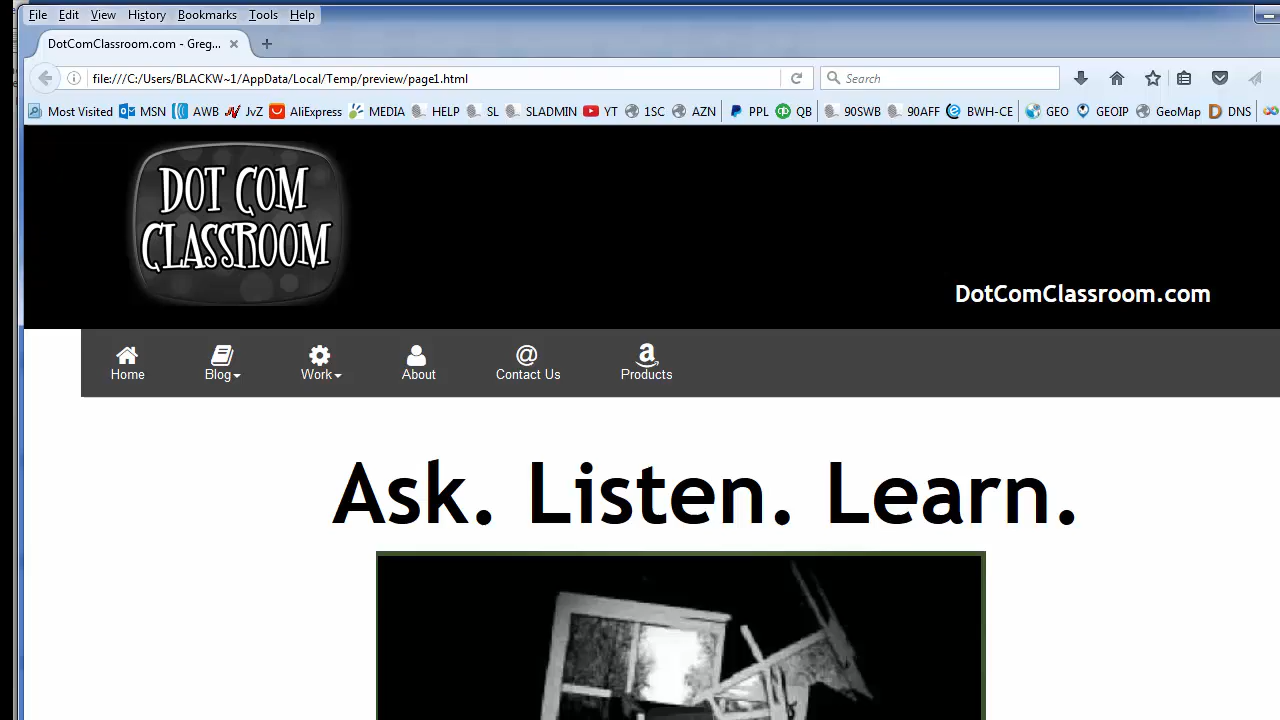 File Edit View History Bookmarks Tools Help
DotComClassroom.com - Greg...
file:///C:/Users/BLACKW~1/AppData/Local/Temp/preview/page1.html Search
Most Visited MSN AWB JvZ AliExpress MEDIA HELP SL SLADMIN YT 1SC AZN PPL QB 90SWB 90AFF BWH-CE GEO GEOIP GeoMap DNS
DOT COM
CLASSROOM
DotComClassroom.com
Home Blog Work About Contact Us Products
Ask. Listen. Learn.